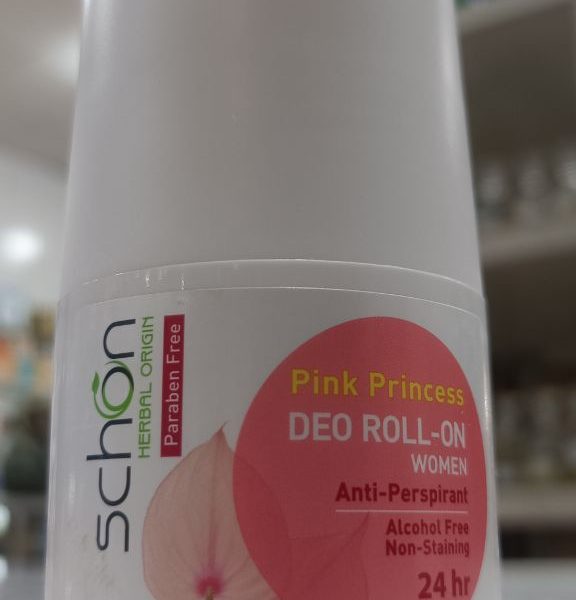 schon
HERBAL ORIGIN
Paraben Free
Pink Princess
DEO ROLL-ON
WOMEN
Anti-Perspirant
Alcohol Free
Non-Staining
24 hr